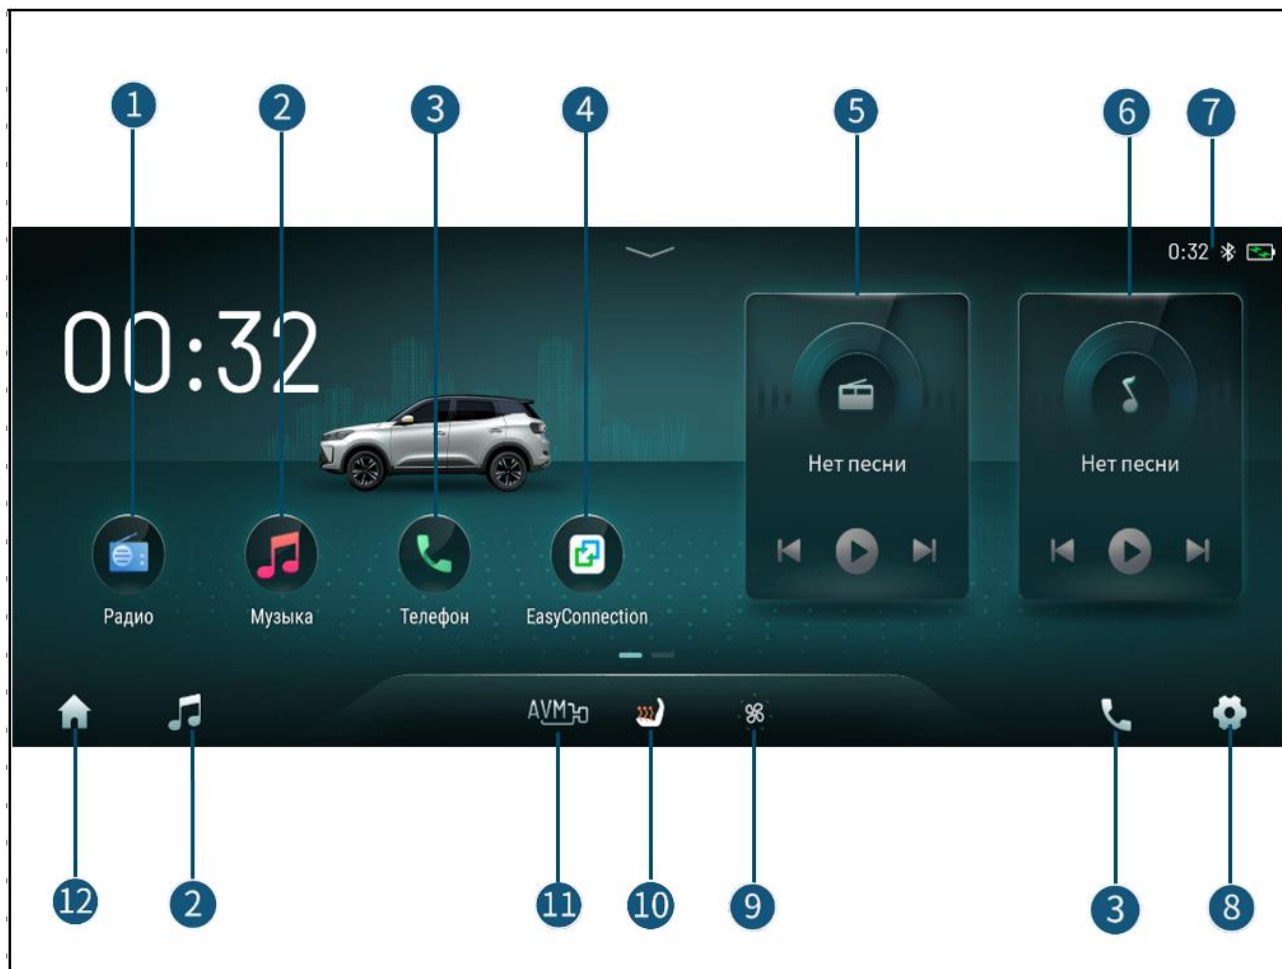 1 2 3 4 5 6 7
0:32
00:32
Нет песни Нет песни
Радио Музыка Телефон EasyConnection
AVM
12 2 11 10 9 3 8